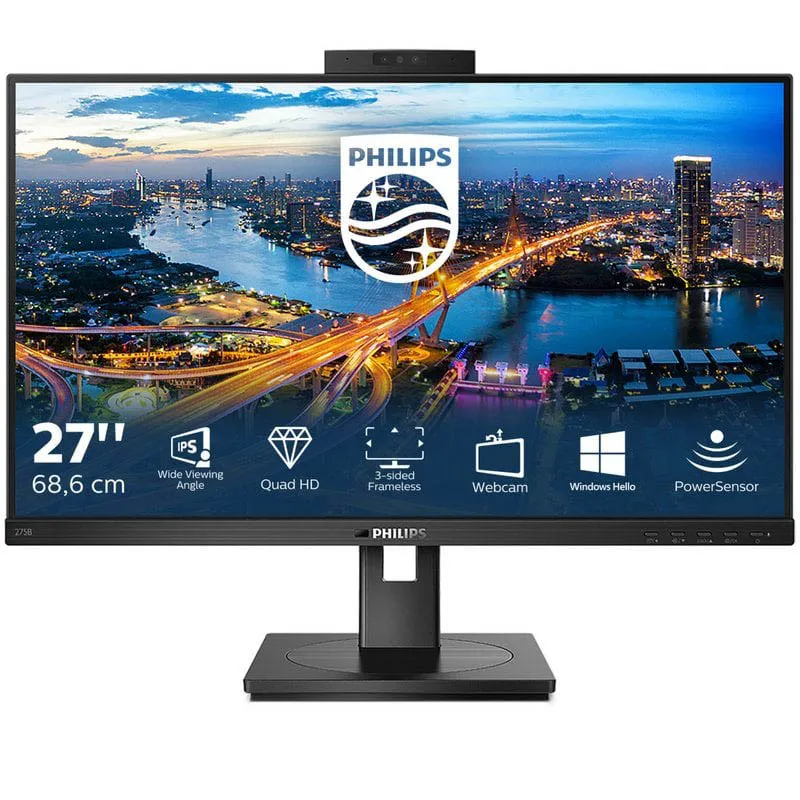 PHILIPS
27''
68,6 cm
IPS
Wide Viewing
Angle
Quad HD
3-sided
Frameless
Webcam
Windows Hello
PowerSensor
275B
PHILIPS